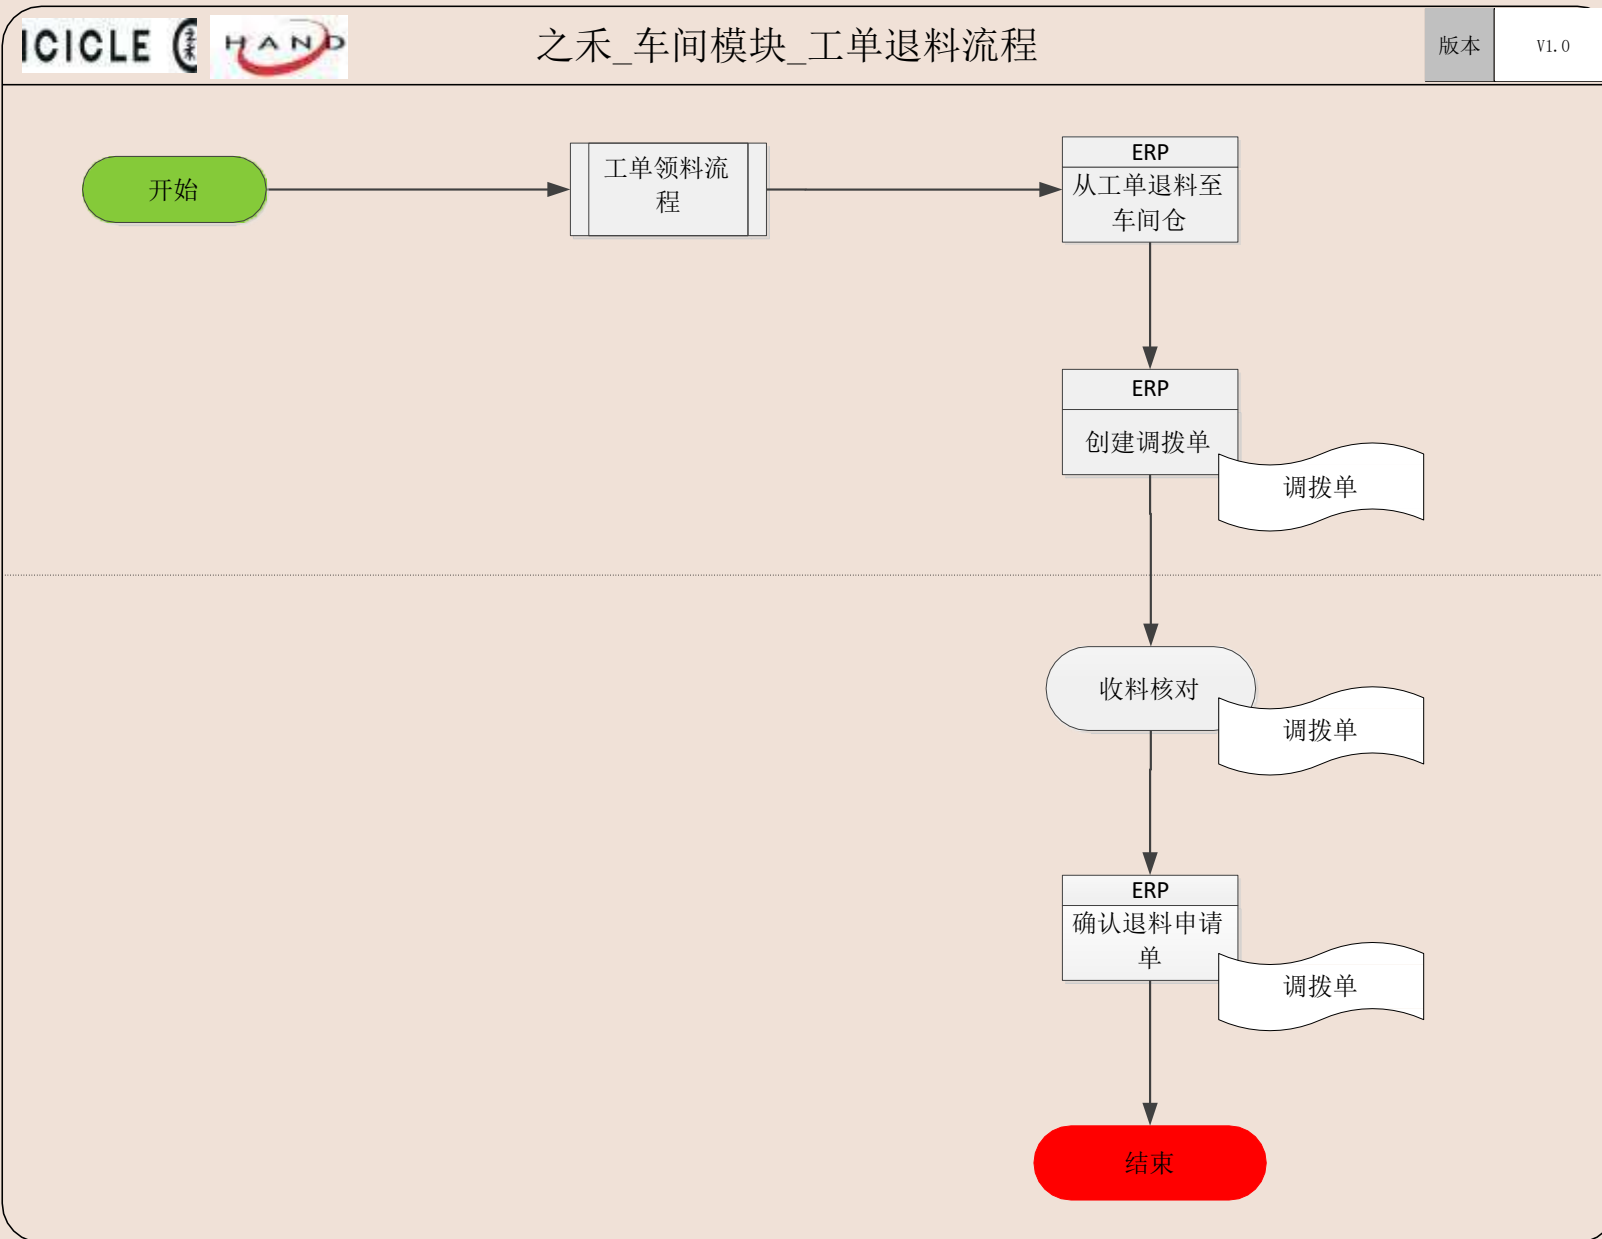 ICICLE 之禾
HAND
之禾_车间模块_工单退料流程
版本
V1.0
开始
工单领料流
程
ERP
从工单退料至
车间仓
ERP
创建调拨单
调拨单
收料核对
调拨单
ERP
确认退料申请
单
调拨单
结束